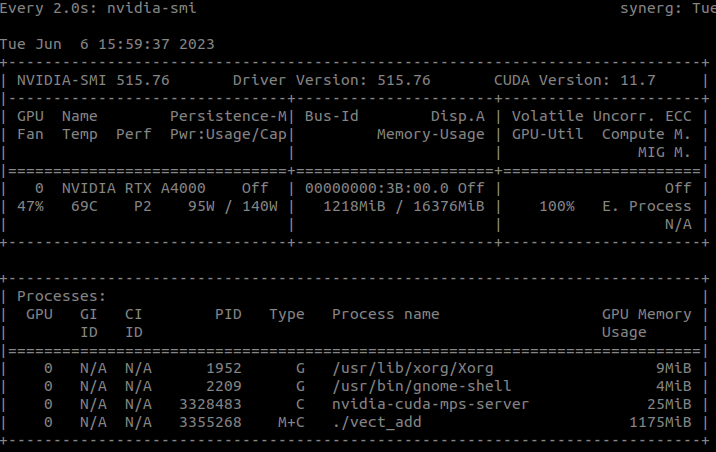 Every 2.0s: nvidia-smi                                               synerg: Tue

Tue Jun  6 15:59:37 2023
+-----------------------------------------------------------------------------+
| NVIDIA-SMI 515.76       Driver Version: 515.76       CUDA Version: 11.7     |
|-------------------------------+----------------------+----------------------+
| GPU  Name        Persistence-M| Bus-Id        Disp.A | Volatile Uncorr. ECC |
| Fan  Temp  Perf  Pwr:Usage/Cap|         Memory-Usage | GPU-Util  Compute M. |
|                               |                      |               MIG M. |
|===============================+======================+======================|
|   0  NVIDIA RTX A4000    Off  | 00000000:3B:00.0 Off |                  Off |
| 47%   69C    P2    95W / 140W |   1218MiB / 16376MiB |    100%   E. Process |
|                               |                      |                  N/A |
+-------------------------------+----------------------+----------------------+

+-----------------------------------------------------------------------------+
| Processes:                                                                  |
|  GPU   GI   CI        PID   Type   Process name                  GPU Memory |
|        ID   ID                                                   Usage      |
|=============================================================================|
|    0   N/A  N/A      1952      G   /usr/lib/xorg/Xorg                  9MiB |
|    0   N/A  N/A      2209      G   /usr/bin/gnome-shell                4MiB |
|    0   N/A  N/A   3328483      C   nvidia-cuda-mps-server             25MiB |
|    0   N/A  N/A   3355268    M+C   ./vect_add                       1175MiB |
+-----------------------------------------------------------------------------+